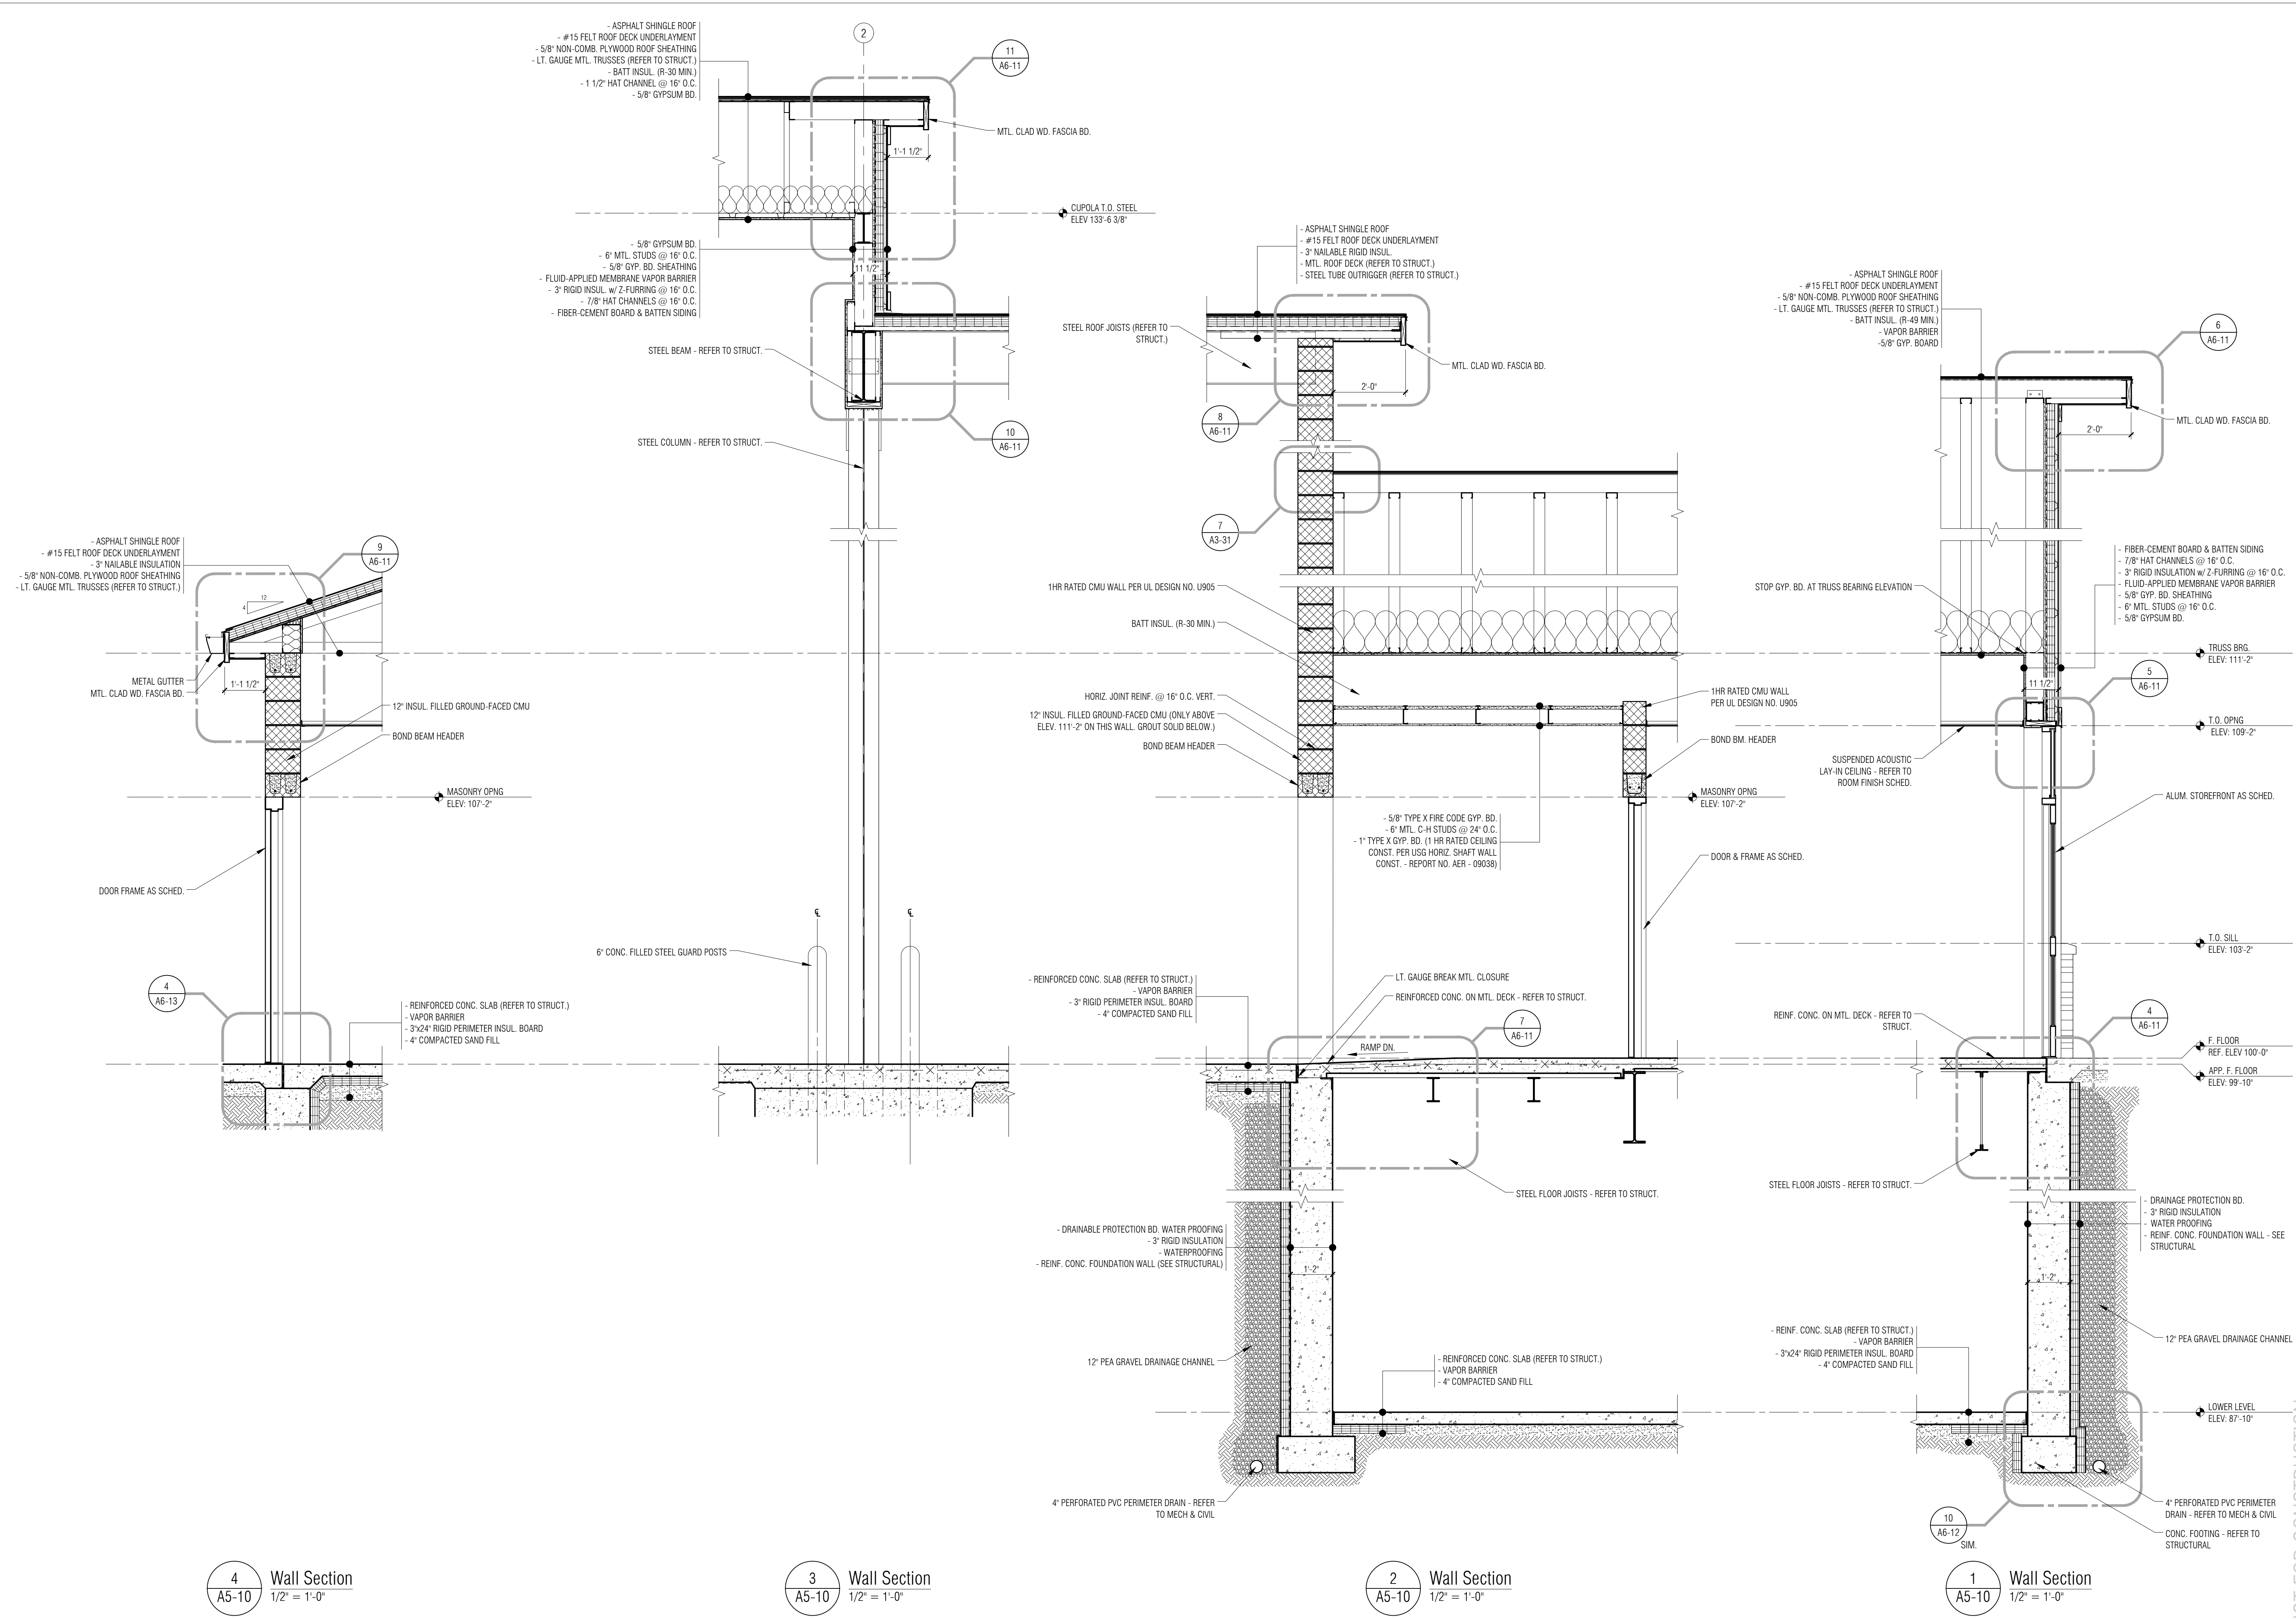 - ASPHALT SHINGLE ROOF
- #15 FELT ROOF DECK UNDERLAYMENT
- 5/8" NON-COMB. PLYWOOD ROOF SHEATHING
- LT. GAUGE MTL. TRUSSES (REFER TO STRUCT.)
- BATT INSUL. (R-30 MIN.)
- 1 1/2" HAT CHANNEL @ 16" O.C.
- 5/8" GYPSUM BD.
2
11
A6-11
MTL. CLAD WD. FASCIA BD.
1'-1 1/2"
CUPOLA T.O. STEEL
ELEV 133'-6 3/8"
- 5/8" GYPSUM BD.
- 6" MTL. STUDS @ 16" O.C.
- 5/8" GYP. BD. SHEATHING
- FLUID-APPLIED MEMBRANE VAPOR BARRIER
- 3" RIGID INSUL. w/ Z-FURRING @ 16" O.C.
- 7/8" HAT CHANNELS @ 16" O.C.
- FIBER-CEMENT BOARD & BATTEN SIDING
11 1/2"
STEEL BEAM - REFER TO STRUCT.
STEEL COLUMN - REFER TO STRUCT.
10
A6-11
6" CONC. FILLED STEEL GUARD POSTS
℄
℄
- ASPHALT SHINGLE ROOF
- #15 FELT ROOF DECK UNDERLAYMENT
- 3" NAILABLE INSULATION
- 5/8" NON-COMB. PLYWOOD ROOF SHEATHING
- LT. GAUGE MTL. TRUSSES (REFER TO STRUCT.)
9
A6-11
12
4
METAL GUTTER
MTL. CLAD WD. FASCIA BD.
1'-1 1/2"
12" INSUL. FILLED GROUND-FACED CMU
BOND BEAM HEADER
MASONRY OPNG
ELEV: 107'-2"
DOOR FRAME AS SCHED.
4
A6-13
- REINFORCED CONC. SLAB (REFER TO STRUCT.)
- VAPOR BARRIER
- 3"x24" RIGID PERIMETER INSUL. BOARD
- 4" COMPACTED SAND FILL
- ASPHALT SHINGLE ROOF
- #15 FELT ROOF DECK UNDERLAYMENT
- 3" NAILABLE RIGID INSUL.
- MTL. ROOF DECK (REFER TO STRUCT.)
- STEEL TUBE OUTRIGGER (REFER TO STRUCT.)
STEEL ROOF JOISTS (REFER TO
STRUCT.)
MTL. CLAD WD. FASCIA BD.
2'-0"
8
A6-11
7
A3-31
1HR RATED CMU WALL PER UL DESIGN NO. U905
BATT INSUL. (R-30 MIN.)
HORIZ. JOINT REINF. @ 16" O.C. VERT.
12" INSUL. FILLED GROUND-FACED CMU (ONLY ABOVE
ELEV. 111'-2" ON THIS WALL. GROUT SOLID BELOW.)
BOND BEAM HEADER
1HR RATED CMU WALL
PER UL DESIGN NO. U905
BOND BM. HEADER
MASONRY OPNG
ELEV: 107'-2"
- 5/8" TYPE X FIRE CODE GYP. BD.
- 6" MTL. C-H STUDS @ 24" O.C.
- 1" TYPE X GYP. BD. (1 HR RATED CEILING
CONST. PER USG HORIZ. SHAFT WALL
CONST. - REPORT NO. AER - 09038)
DOOR & FRAME AS SCHED.
- REINFORCED CONC. SLAB (REFER TO STRUCT.)
- VAPOR BARRIER
- 3" RIGID PERIMETER INSUL. BOARD
- 4" COMPACTED SAND FILL
LT. GAUGE BREAK MTL. CLOSURE
REINFORCED CONC. ON MTL. DECK - REFER TO STRUCT.
7
A6-11
RAMP DN.
STEEL FLOOR JOISTS - REFER TO STRUCT.
- DRAINABLE PROTECTION BD. WATER PROOFING
- 3" RIGID INSULATION
- WATERPROOFING
- REINF. CONC. FOUNDATION WALL (SEE STRUCTURAL)
1'-2"
12" PEA GRAVEL DRAINAGE CHANNEL
- REINFORCED CONC. SLAB (REFER TO STRUCT.)
- VAPOR BARRIER
- 4" COMPACTED SAND FILL
4" PERFORATED PVC PERIMETER DRAIN - REFER
TO MECH & CIVIL
- ASPHALT SHINGLE ROOF
- #15 FELT ROOF DECK UNDERLAYMENT
- 5/8" NON-COMB. PLYWOOD ROOF SHEATHING
- LT. GAUGE MTL. TRUSSES (REFER TO STRUCT.)
- BATT INSUL. (R-49 MIN.)
- VAPOR BARRIER
-5/8" GYP. BOARD
6
A6-11
MTL. CLAD WD. FASCIA BD.
2'-0"
- FIBER-CEMENT BOARD & BATTEN SIDING
- 7/8" HAT CHANNELS @ 16" O.C.
- 3" RIGID INSULATION w/ Z-FURRING @ 16" O.C.
- FLUID-APPLIED MEMBRANE VAPOR BARRIER
- 5/8" GYP. BD. SHEATHING
- 6" MTL. STUDS @ 16" O.C.
- 5/8" GYPSUM BD.
STOP GYP. BD. AT TRUSS BEARING ELEVATION
TRUSS BRG.
ELEV: 111'-2"
5
A6-11
11 1/2"
T.O. OPNG
ELEV: 109'-2"
SUSPENDED ACOUSTIC
LAY-IN CEILING - REFER TO
ROOM FINISH SCHED.
ALUM. STOREFRONT AS SCHED.
T.O. SILL
ELEV: 103'-2"
REINF. CONC. ON MTL. DECK - REFER TO
STRUCT.
4
A6-11
F. FLOOR
REF. ELEV 100'-0"
APP. F. FLOOR
ELEV: 99'-10"
STEEL FLOOR JOISTS - REFER TO STRUCT.
- DRAINAGE PROTECTION BD.
- 3" RIGID INSULATION
- WATER PROOFING
- REINF. CONC. FOUNDATION WALL - SEE
STRUCTURAL
1'-2"
12" PEA GRAVEL DRAINAGE CHANNEL
- REINF. CONC. SLAB (REFER TO STRUCT.)
- VAPOR BARRIER
- 3"x24" RIGID PERIMETER INSUL. BOARD
- 4" COMPACTED SAND FILL
LOWER LEVEL
ELEV: 87'-10"
4" PERFORATED PVC PERIMETER
DRAIN - REFER TO MECH & CIVIL
CONC. FOOTING - REFER TO
STRUCTURAL
10
A6-12
SIM.
4
A5-10
Wall Section
1/2" = 1'-0"
3
A5-10
Wall Section
1/2" = 1'-0"
2
A5-10
Wall Section
1/2" = 1'-0"
1
A5-10
Wall Section
1/2" = 1'-0"